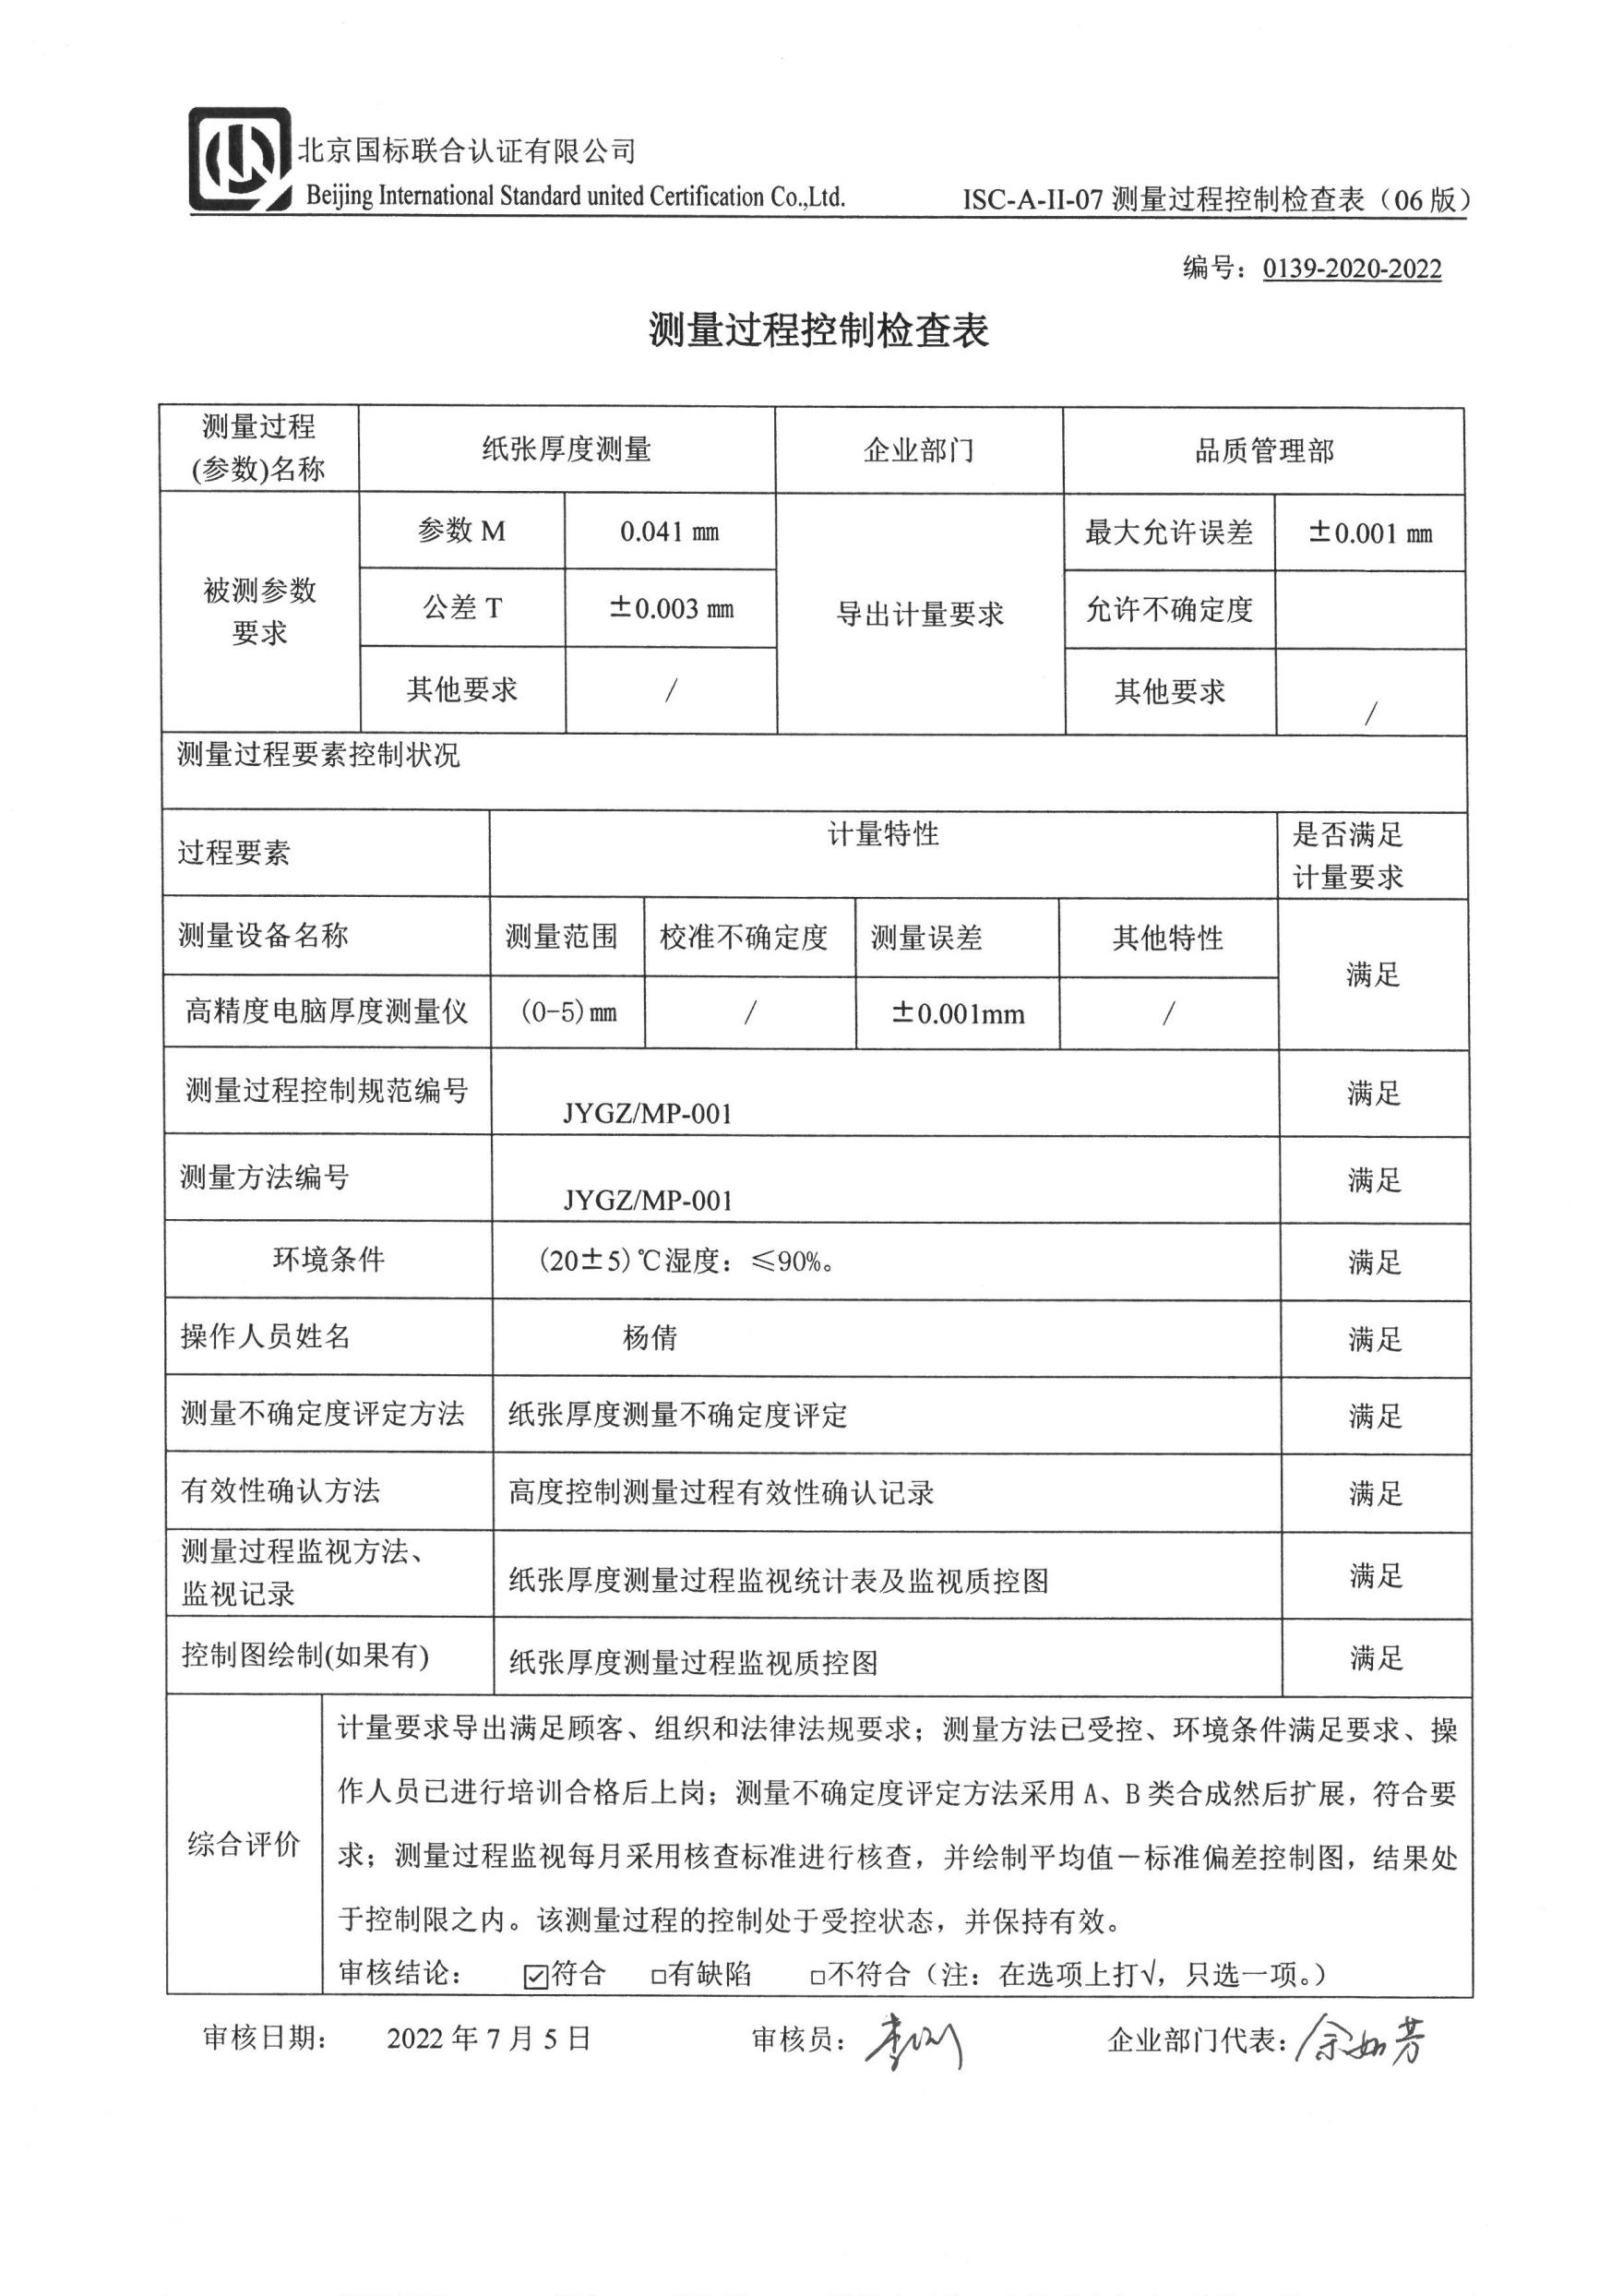 北京国标联合认证有限公司
Beijing International Standard united Certification Co.,Ltd. ISC-A-II-07 测量过程控制检查表（06 版）
编号：0139-2020-2022
测量过程控制检查表
测量过程
(参数)名称
纸张厚度测量
企业部门
品质管理部
被测参数
要求
参数 M
0.041 mm
导出计量要求
最大允许误差
±0.001 mm
公差 T
±0.003 mm
允许不确定度
其他要求
/
其他要求
/
测量过程要素控制状况
过程要素
计量特性
是否满足
计量要求
测量设备名称
测量范围
校准不确定度
测量误差
其他特性
满足
高精度电脑厚度测量仪
(0-5)mm
/
±0.001mm
/
测量过程控制规范编号
JYGZ/MP-001
满足
测量方法编号
JYGZ/MP-001
满足
环境条件
(20±5)℃湿度：≤90%。
满足
操作人员姓名
杨倩
满足
测量不确定度评定方法
纸张厚度测量不确定度评定
满足
有效性确认方法
高度控制测量过程有效性确认记录
满足
测量过程监视方法、
监视记录
纸张厚度测量过程监视统计表及监视质控图
满足
控制图绘制(如果有)
纸张厚度测量过程监视质控图
满足
综合评价
计量要求导出满足顾客、组织和法律法规要求；测量方法已受控、环境条件满足要求、操
作人员已进行培训合格后上岗；测量不确定度评定方法采用 A、B 类合成然后扩展，符合要
求；测量过程监视每月采用核查标准进行核查，并绘制平均值－标准偏差控制图，结果处
于控制限之内。该测量过程的控制处于受控状态，并保持有效。
审核结论： ☑符合 □有缺陷 □不符合（注：在选项上打√，只选一项。）
审核日期： 2022 年 7 月 5 日 审核员： 企业部门代表：余如芳